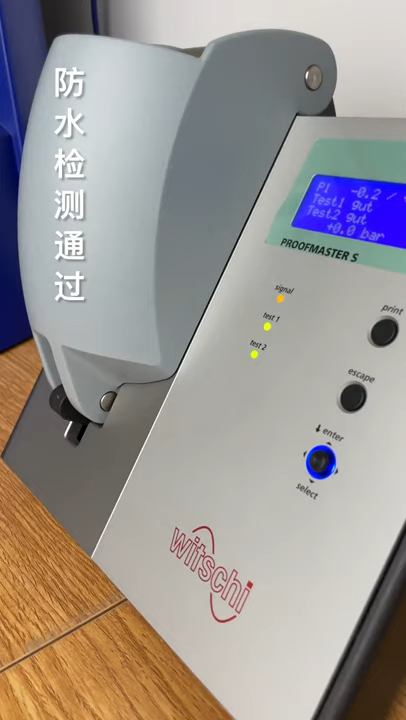 防水检测通过
P1 -0.2 /
Test1 gut
Test2 gut
+0.0 bar
PROOFMASTER S
signal
test 1
test 2
print
escape
enter
select
witschi